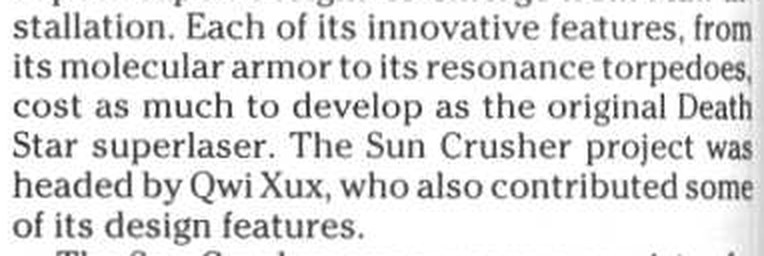 stallation. Each of its innovative features, from
its molecular armor to its resonance torpedoes,
cost as much to develop as the original Death
Star superlaser. The Sun Crusher project was
headed by Qwi Xux, who also contributed some
of its design features.